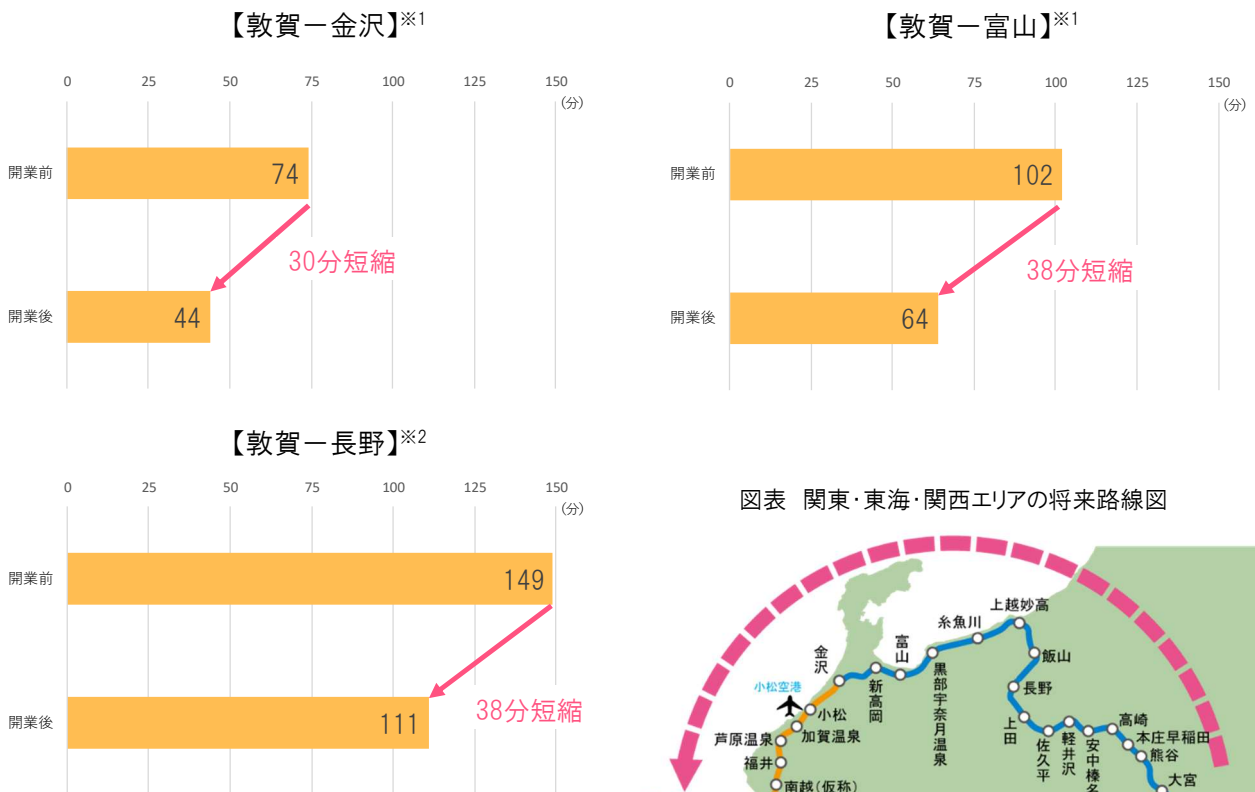 【敦賀－金沢】※1
0 25 50 75 100 125 150
(分)
開業前 74
30分短縮
開業後 44
【敦賀－富山】※1
0 25 50 75 100 125 150
(分)
開業前 102
38分短縮
開業後 64
【敦賀－長野】※2
0 25 50 75 100 125 150
(分)
開業前 149
38分短縮
開業後 111
図表 関東・東海・関西エリアの将来路線図
上越妙高
糸魚川
富山
金沢
飯山
黒部宇奈月温泉
新高岡
小松空港
長野
小松
上田
高崎
加賀温泉
佐久平
軽井沢
安中榛名
本庄早稲田
芦原温泉
熊谷
福井
大宮
南越(仮称)